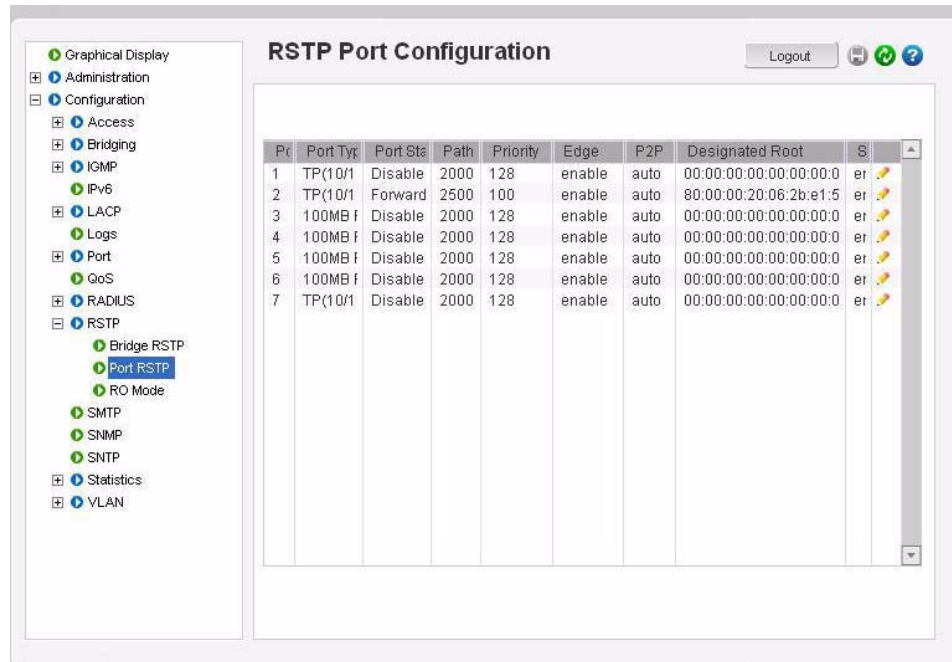 RSTP Port Configuration
Logout
Graphical Display
Administration
Configuration
Access
Bridging
IGMP
IPv6
LACP
Logs
Port
QoS
RADIUS
RSTP
Bridge RSTP
Port RSTP
RO Mode
SMTP
SNMP
SNTP
Statistics
VLAN
Po Port Typ Port Sta Path Priority Edge P2P Designated Root S
1 TP(10/1 Disable 2000 128 enable auto 00:00:00:00:00:00:00:0 er
2 TP(10/1 Forward 2500 100 enable auto 80:00:00:20:06:2b:e1:5 er
3 100MB F Disable 2000 128 enable auto 00:00:00:00:00:00:00:0 er
4 100MB F Disable 2000 128 enable auto 00:00:00:00:00:00:00:0 er
5 100MB F Disable 2000 128 enable auto 00:00:00:00:00:00:00:0 er
6 100MB F Disable 2000 128 enable auto 00:00:00:00:00:00:00:0 er
7 TP(10/1 Disable 2000 128 enable auto 00:00:00:00:00:00:00:0 er